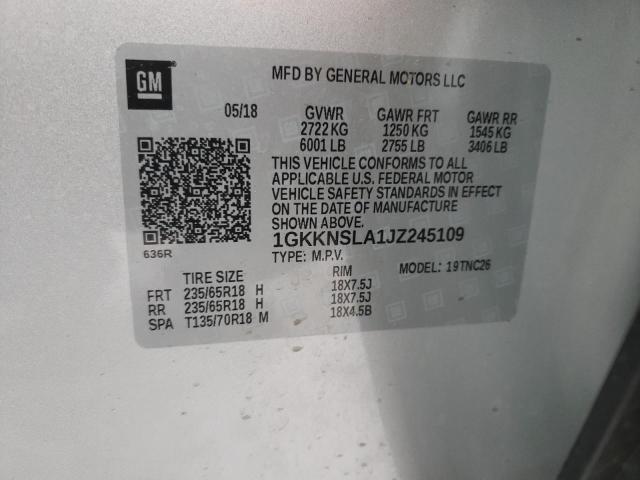 GM
MFD BY GENERAL MOTORS LLC
05/18 GVWR GAWR FRT GAWR RR
2722 KG 1250 KG 1545 KG
6001 LB 2755 LB 3406 LB
THIS VEHICLE CONFORMS TO ALL
APPLICABLE U.S. FEDERAL MOTOR
VEHICLE SAFETY STANDARDS IN EFFECT
ON THE DATE OF MANUFACTURE
SHOWN ABOVE.
636R
1GKKNSLA1JZ245109
TYPE: M.P.V. MODEL: 19TNC26
TIRE SIZE RIM
FRT 235/65R18 H 18X7.5J
RR 235/65R18 H 18X7.5J
SPA T135/70R18 M 18X4.5B